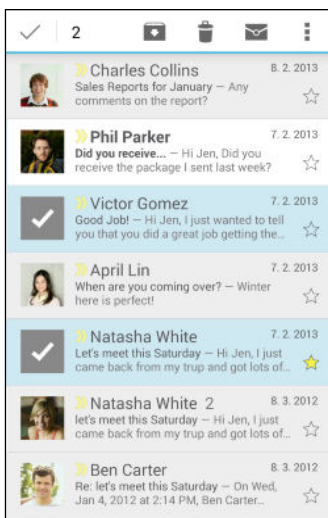 2
Charles Collins 8. 2. 2013
Sales Reports for January — Any
comments on the report?
Phil Parker 7. 2. 2013
Did you receive... — Hi Jen, Did you
receive the package I sent last week?
Victor Gomez 7. 2. 2013
Good Job! — Hi Jen, I just wanted to tell
you that you did a great job getting the...
April Lin 7. 2. 2013
When are you coming over? — Winter
here is perfect!
Natasha White 7. 2. 2013
Let's meet this Saturday — Hi Jen, I just
came back from my trup and got lots of...
Natasha White 2 8. 3. 2012
let's meet this Saturday — Hi Jen, I just
came back from my trup and got lots of...
Ben Carter 8. 3. 2012
Re: let's meet this Saturday — On Wed,
Jan 4, 2012 at 2:14 PM, Ben Carter...